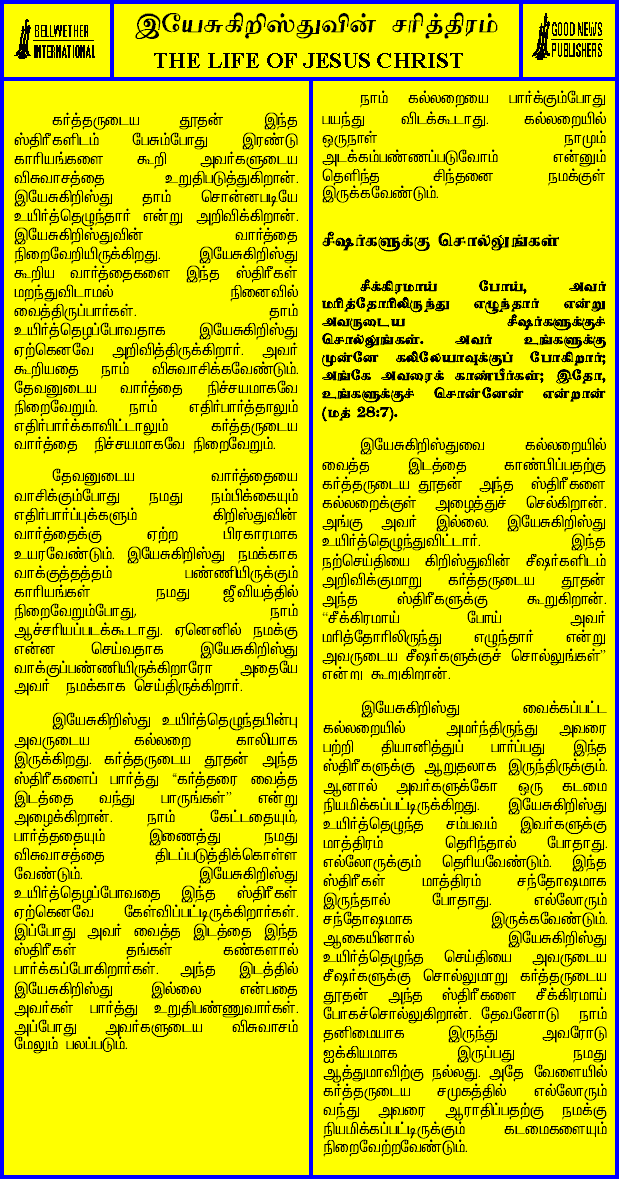 BELLWETHER
INTERNATIONAL
இயேசுகிறிஸ்துவின் சரித்திரம்
THE LIFE OF JESUS CHRIST
GOOD NEWS
PUBLISHERS
கர்த்தருடைய தூதன் இந்த
ஸ்திரீகளிடம் பேசும்போது இரண்டு
காரியங்களை கூறி அவர்களுடைய
விசுவாசத்தை உறுதிபடுத்துகிறான்.
இயேசுகிறிஸ்து தாம் சொன்னபடியே
உயிர்த்தெழுந்தார் என்று அறிவிக்கிறான்.
இயேசுகிறிஸ்துவின் வார்த்தை
நிறைவேறியிருக்கிறது. இயேசுகிறிஸ்து
கூறிய வார்த்தைகளை இந்த ஸ்திரீகள்
மறந்துவிடாமல் நினைவில்
வைத்திருப்பார்கள். தாம்
உயிர்த்தெழப்போவதாக இயேசுகிறிஸ்து
ஏற்கெனவே அறிவித்திருக்கிறார். அவர்
கூறியதை நாம் விசுவாசிக்கவேண்டும்.
தேவனுடைய வார்த்தை நிச்சயமாகவே
நிறைவேறும். நாம் எதிர்பார்த்தாலும்
எதிர்பார்க்காவிட்டாலும் கர்த்தருடைய
வார்த்தை நிச்சயமாகவே நிறைவேறும்.
தேவனுடைய வார்த்தையை
வாசிக்கும்போது நமது நம்பிக்கையும்
எதிர்பார்ப்புக்களும் கிறிஸ்துவின்
வார்த்தைக்கு ஏற்ற பிரகாரமாக
உயரவேண்டும். இயேசுகிறிஸ்து நமக்காக
வாக்குத்தத்தம் பண்ணியிருக்கும்
காரியங்கள் நமது ஜீவியத்தில்
நிறைவேறும்போது, நாம்
ஆச்சரியப்படக்கூடாது. ஏனெனில் நமக்கு
என்ன செய்வதாக இயேசுகிறிஸ்து
வாக்குப்பண்ணியிருக்கிறாரோ அதையே
அவர் நமக்காக செய்திருக்கிறார்.
இயேசுகிறிஸ்து உயிர்த்தெழுந்தபின்பு
அவருடைய கல்லறை காலியாக
இருக்கிறது. கர்த்தருடைய தூதன் அந்த
ஸ்திரீகளைப் பார்த்து “கர்த்தரை வைத்த
இடத்தை வந்து பாருங்கள்” என்று
அழைக்கிறான். நாம் கேட்டதையும்,
பார்த்ததையும் இணைத்து நமது
விசுவாசத்தை திடப்படுத்திக்கொள்ள
வேண்டும். இயேசுகிறிஸ்து
உயிர்த்தெழப்போவதை இந்த ஸ்திரீகள்
ஏற்கெனவே கேள்விப்பட்டிருக்கிறார்கள்.
இப்போது அவர் வைத்த இடத்தை இந்த
ஸ்திரீகள் தங்கள் கண்களால்
பார்க்கப்போகிறார்கள். அந்த இடத்தில்
இயேசுகிறிஸ்து இல்லை என்பதை
அவர்கள் பார்த்து உறுதிபண்ணுவார்கள்.
அப்போது அவர்களுடைய விசுவாசம்
மேலும் பலப்படும்.
நாம் கல்லறையை பார்க்கும்போது
பயந்து விடக்கூடாது. கல்லறையில்
ஒருநாள் நாமும்
அடக்கம்பண்ணப்படுவோம் என்னும்
தெளிந்த சிந்தனை நமக்குள்
இருக்கவேண்டும்.
சீஷர்களுக்கு சொல்லுங்கள்
சீக்கிரமாய் போய், அவர்
மரித்தோரிலிருந்து எழுந்தார் என்று
அவருடைய சீஷர்களுக்குச்
சொல்லுங்கள். அவர் உங்களுக்கு
முன்னே கலிலேயாவுக்குப் போகிறார்;
அங்கே அவரைக் காண்பீர்கள்; இதோ,
உங்களுக்குச் சொன்னேன் என்றான்
(மத் 28:7).
இயேசுகிறிஸ்துவை கல்லறையில்
வைத்த இடத்தை காண்பிப்பதற்கு
கர்த்தருடைய தூதன் அந்த ஸ்திரீகளை
கல்லறைக்குள் அழைத்துச் செல்கிறான்.
அங்கு அவர் இல்லை. இயேசுகிறிஸ்து
உயிர்த்தெழுந்துவிட்டார். இந்த
நற்செய்தியை கிறிஸ்துவின் சீஷர்களிடம்
அறிவிக்குமாறு கர்த்தருடைய தூதன்
அந்த ஸ்திரீகளுக்கு கூறுகிறான்.
“சீக்கிரமாய் போய் அவர்
மரித்தோரிலிருந்து எழுந்தார் என்று
அவருடைய சீஷர்களுக்குச் சொல்லுங்கள்”
என்று கூறுகிறான்.
இயேசுகிறிஸ்து வைக்கப்பட்ட
கல்லறையில் அமர்ந்திருந்து அவரை
பற்றி தியானித்துப் பார்ப்பது இந்த
ஸ்திரீகளுக்கு ஆறுதலாக இருந்திருக்கும்.
ஆனால் அவர்களுக்கோ ஒரு கடமை
நியமிக்கப்பட்டிருக்கிறது. இயேசுகிறிஸ்து
உயிர்த்தெழுந்த சம்பவம் இவர்களுக்கு
மாத்திரம் தெரிந்தால் போதாது.
எல்லோருக்கும் தெரியவேண்டும். இந்த
ஸ்திரீகள் மாத்திரம் சந்தோஷமாக
இருந்தால் போதாது. எல்லோரும்
சந்தோஷமாக இருக்கவேண்டும்.
ஆகையினால் இயேசுகிறிஸ்து
உயிர்த்தெழுந்த செய்தியை அவருடைய
சீஷர்களுக்கு சொல்லுமாறு கர்த்தருடைய
தூதன் அந்த ஸ்திரீகளை சீக்கிரமாய்
போகச்சொல்லுகிறான். தேவனோடு நாம்
தனிமையாக இருந்து அவரோடு
ஐக்கியமாக இருப்பது நமது
ஆத்துமாவிற்கு நல்லது. அதே வேளையில்
கர்த்தருடைய சமுகத்தில் எல்லோரும்
வந்து அவரை ஆராதிப்பதற்கு நமக்கு
நியமிக்கப்பட்டிருக்கும் கடமைகளையும்
நிறைவேற்றவேண்டும்.